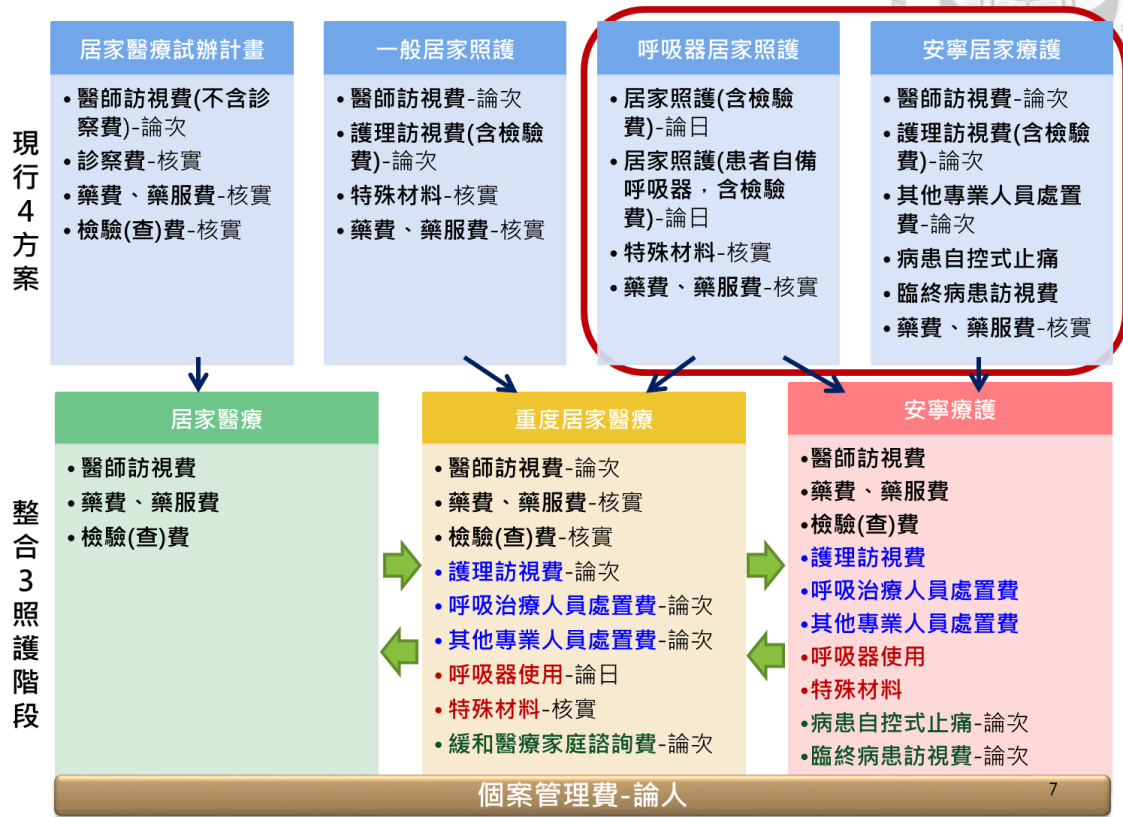 現行4方案
居家醫療試辦計畫
• 醫師訪視費(不含診
察費)-論次
• 診察費-核實
• 藥費、藥服費-核實
• 檢驗(查)費-核實
一般居家照護
• 醫師訪視費-論次
• 護理訪視費(含檢驗
費)-論次
• 特殊材料-核實
• 藥費、藥服費-核實
呼吸器居家照護
• 居家照護(含檢驗
費)-論日
• 居家照護(患者自備
呼吸器，含檢驗
費)-論日
• 特殊材料-核實
• 藥費、藥服費-核實
安寧居家療護
• 醫師訪視費-論次
• 護理訪視費(含檢驗
費)-論次
• 其他專業人員處置
費-論次
• 病患自控式止痛
• 臨終病患訪視費
• 藥費、藥服費-核實
整合3照護階段
居家醫療
• 醫師訪視費
• 藥費、藥服費
• 檢驗(查)費
重度居家醫療
• 醫師訪視費-論次
• 藥費、藥服費-核實
• 檢驗(查)費-核實
• 護理訪視費-論次
• 呼吸治療人員處置費-論次
• 其他專業人員處置費-論次
• 呼吸器使用-論日
• 特殊材料-核實
• 緩和醫療家庭諮詢費-論次
安寧療護
•醫師訪視費
•藥費、藥服費
•檢驗(查)費
•護理訪視費
•呼吸治療人員處置費
•其他專業人員處置費
•呼吸器使用
•特殊材料
•病患自控式止痛-論次
•臨終病患訪視費-論次
個案管理費-論人
7